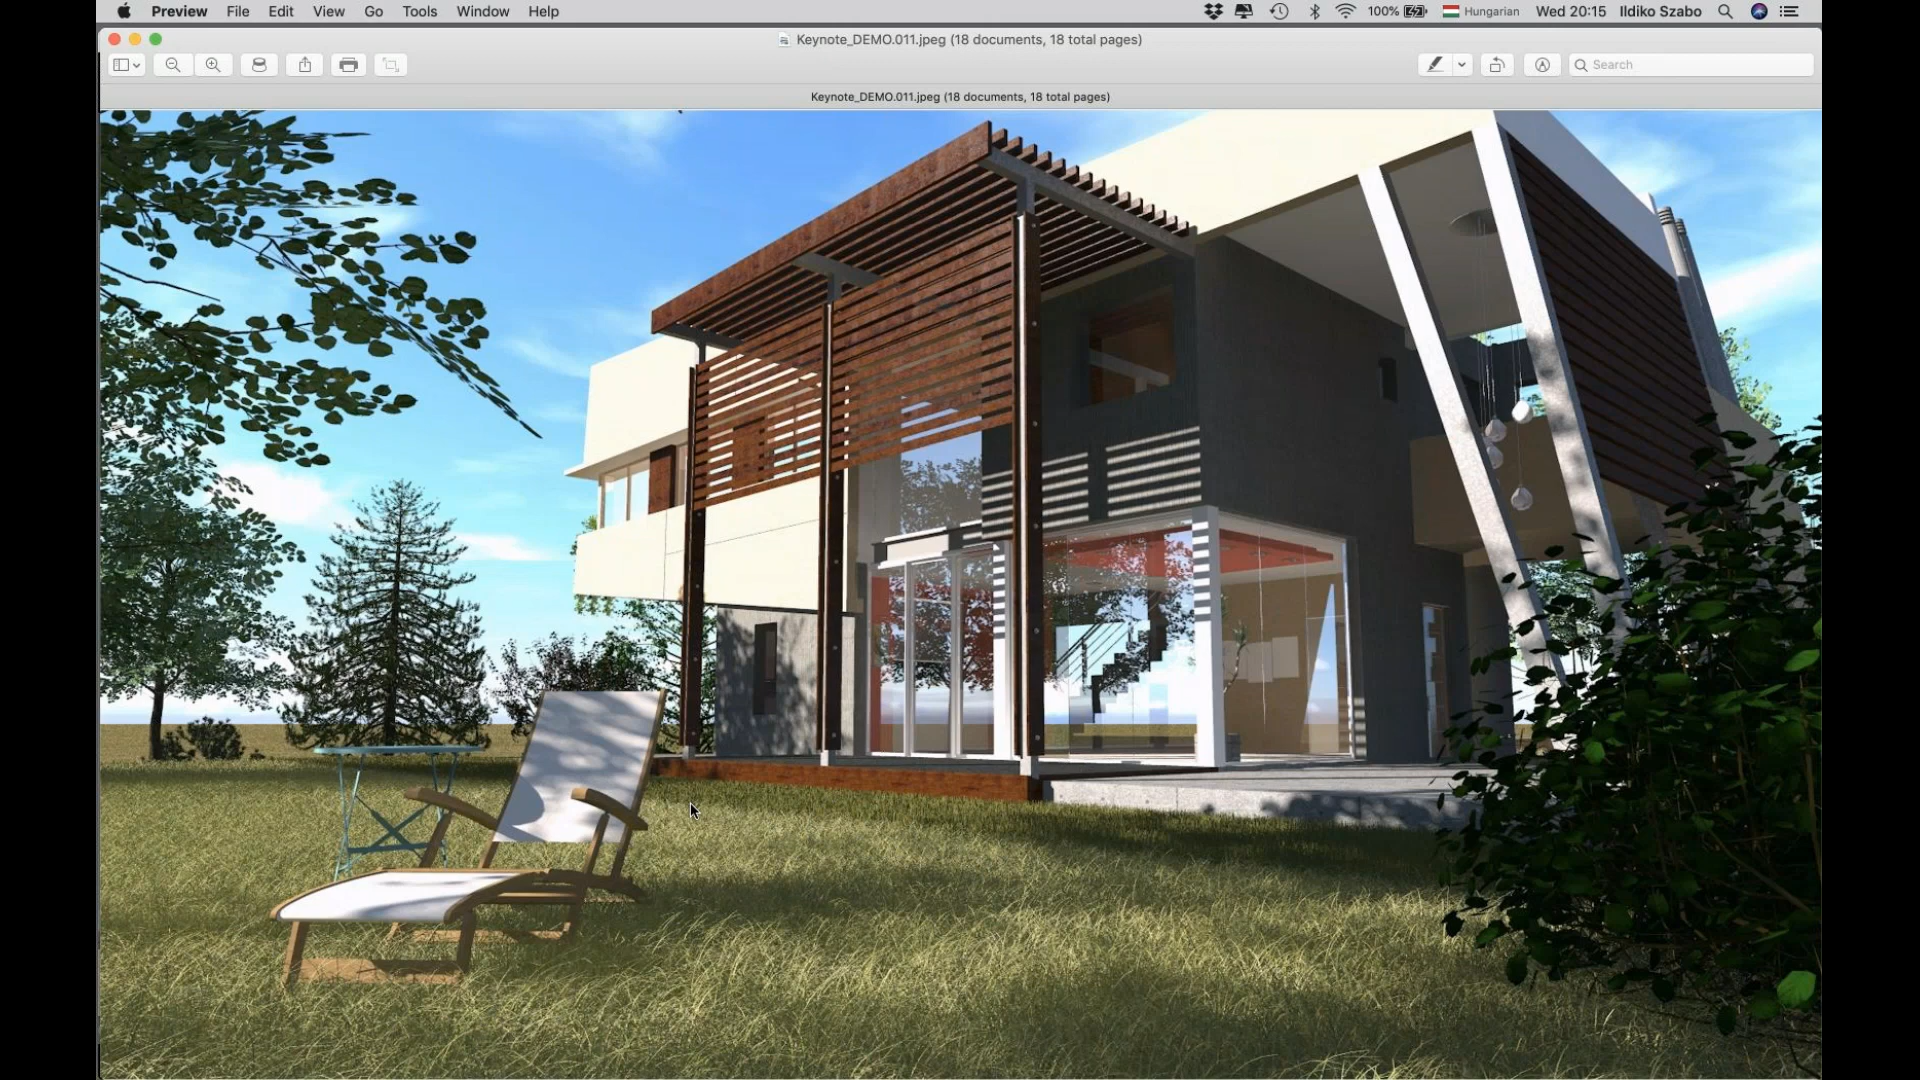 Preview File Edit View Go Tools Window Help 100% Hungarian Wed 20:15 Ildiko Szabo
Keynote_DEMO.011.jpeg (18 documents, 18 total pages)
Search
Keynote_DEMO.011.jpeg (18 documents, 18 total pages)